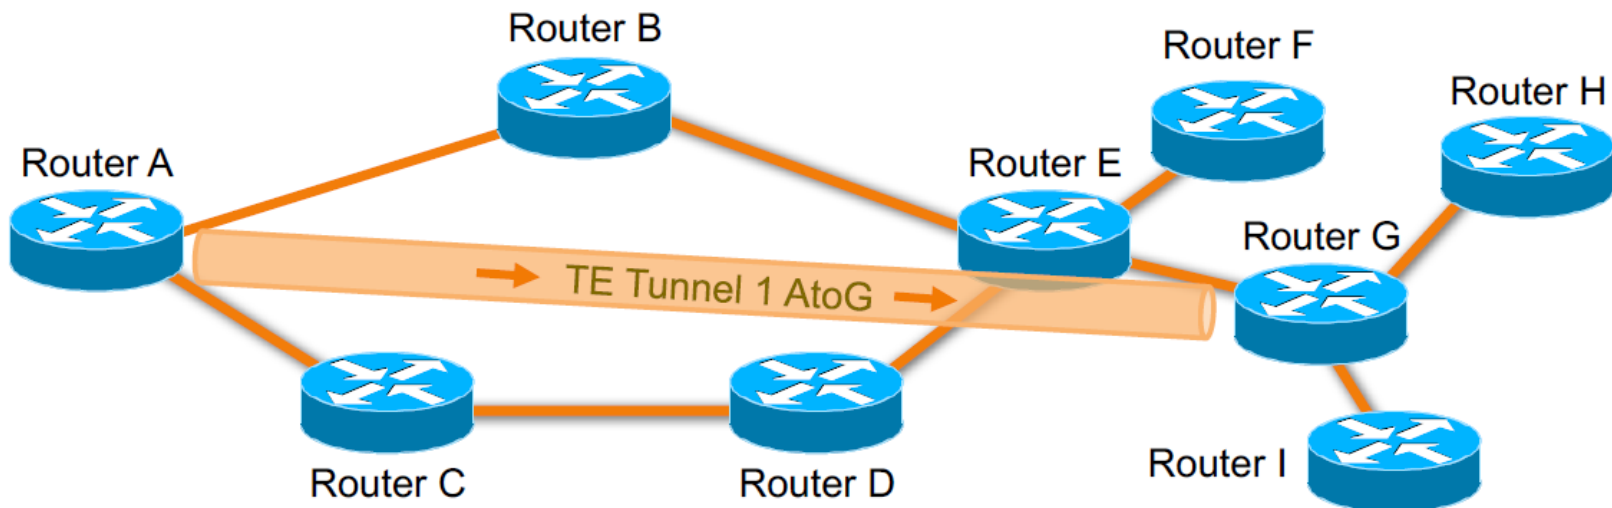 Router B
Router F
Router H
Router A
Router E
Router G
TE Tunnel 1 AtoG
Router I
Router C
Router D